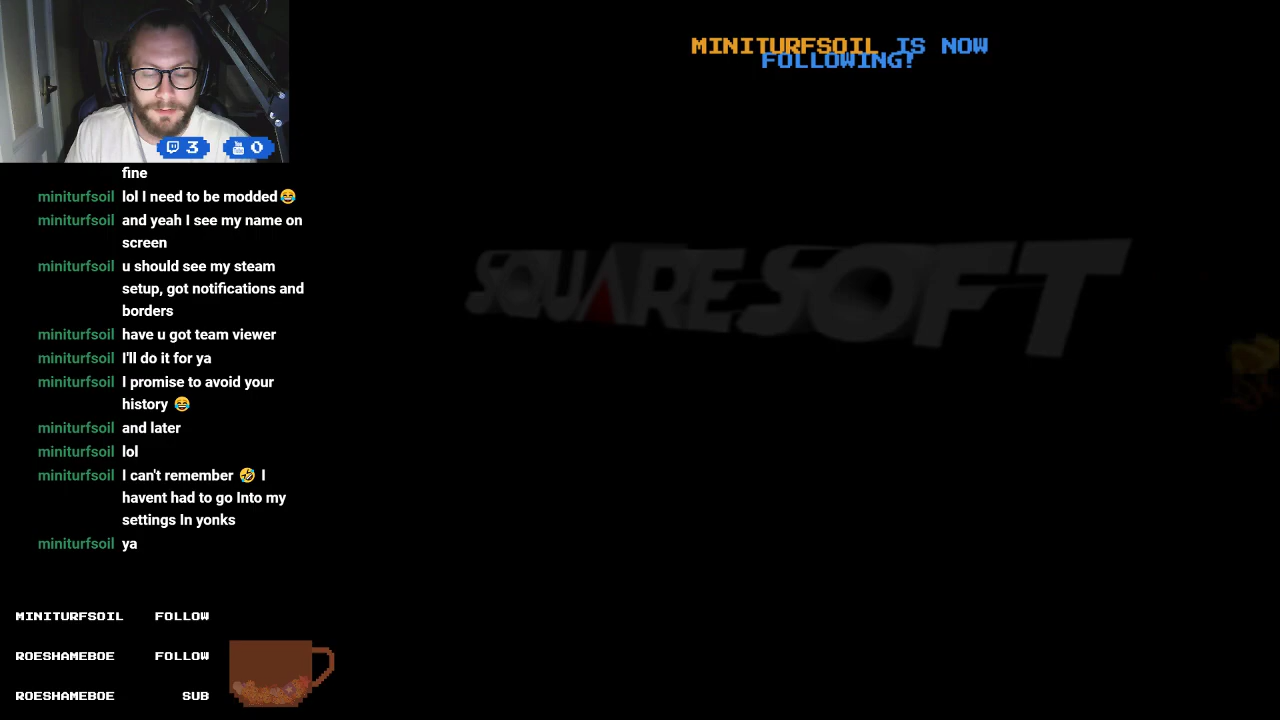 MINITURFSOIL IS NOW
FOLLOWING!
3
0
SQUARESOFT
fine
miniturfsoil lol I need to be modded😂
miniturfsoil and yeah I see my name on
screen
miniturfsoil u should see my steam
setup, got notifications and
borders
miniturfsoil have u got team viewer
miniturfsoil I'll do it for ya
miniturfsoil I promise to avoid your
history 😂
miniturfsoil and later
miniturfsoil lol
miniturfsoil I can't remember 🤣 I
havent had to go Into my
settings In yonks
miniturfsoil ya
MINITURFSOIL FOLLOW
ROESHAMEBOE FOLLOW
ROESHAMEBOE SUB